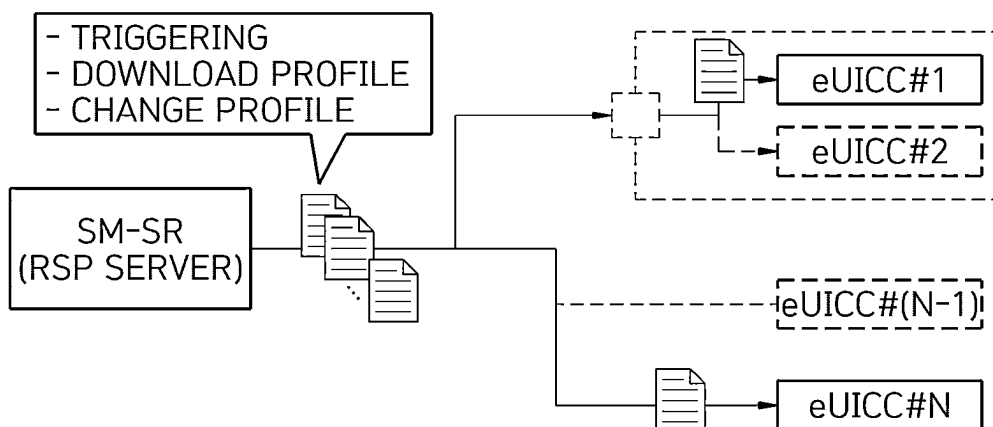 - TRIGGERING
- DOWNLOAD PROFILE
- CHANGE PROFILE
SM-SR
(RSP SERVER)
eUICC#1
eUICC#2
eUICC#(N-1)
eUICC#N